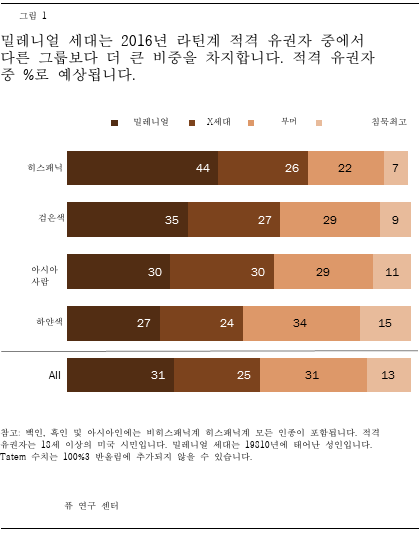 그림 1
밀레니얼 세대는 2016년 라틴계 적격 유권자 중에서
다른 그룹보다 더 큰 비중을 차지합니다. 적격 유권자
중 %로 예상됩니다.
밀레니얼 X세대 부머 침묵최고
히스패닉 44 26 22 7
검은색 35 27 29 9
아시아
사람 30 30 29 11
하얀색 27 24 34 15
All 31 25 31 13
참고: 백인, 흑인 및 아시아인에는 비히스패닉계 히스패닉계 모든 인종이 포함됩니다. 적격
유권자는 18세 이상의 미국 시민입니다. 밀레니얼 세대는 19810년에 태어난 성인입니다.
Tatem 수치는 100%3 반올림에 추가되지 않을 수 있습니다.
퓨 연구 센터